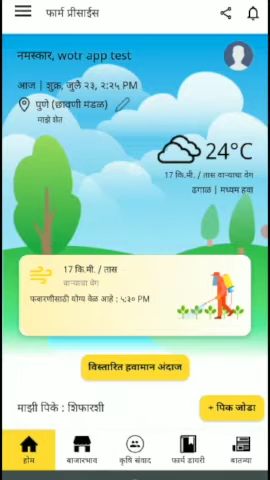 फार्म प्रीसाईस
नमस्कार, wotr app test
आज | शुक्र, जुलै २३, २:२५ PM
पुणे (छावणी मंडळ)
माझे शेत
24°C
17 कि.मी. / तास वाऱ्याचा वेग
ढगाळ | मध्यम हवा
17 कि.मी. / तास
वाऱ्याचा वेग
फवारणीसाठी योग्य वेळ आहे : ५:३० PM
विस्तारित हवामान अंदाज
माझी पिके : शिफारशी
+ पिक जोडा
होम
बाजारभाव
कृषि संवाद
फार्म डायरी
बातम्या